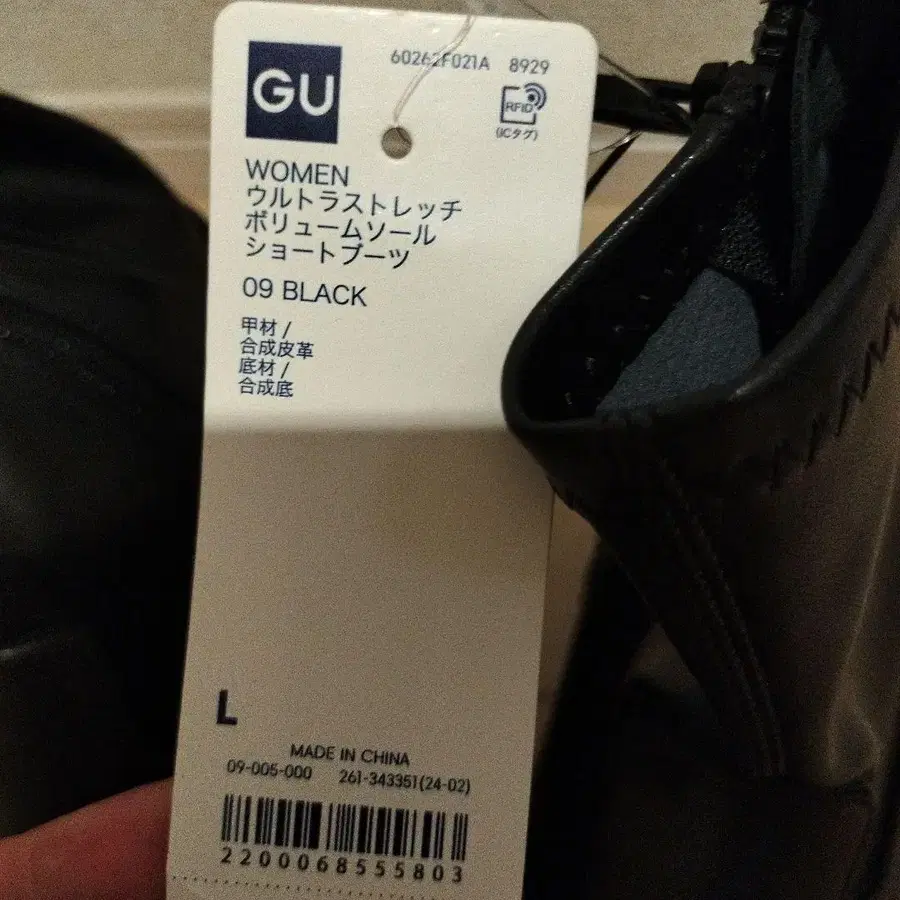 GU
60262F021A 8929
RFID
(ICタグ)
WOMEN
ウルトラストレッチ
ボリュームソール
ショートブーツ
09 BLACK
甲材 /
合成皮革
底材 /
合成底
L
MADE IN CHINA
09-005-000 261-343351(24-02)
2200068555803